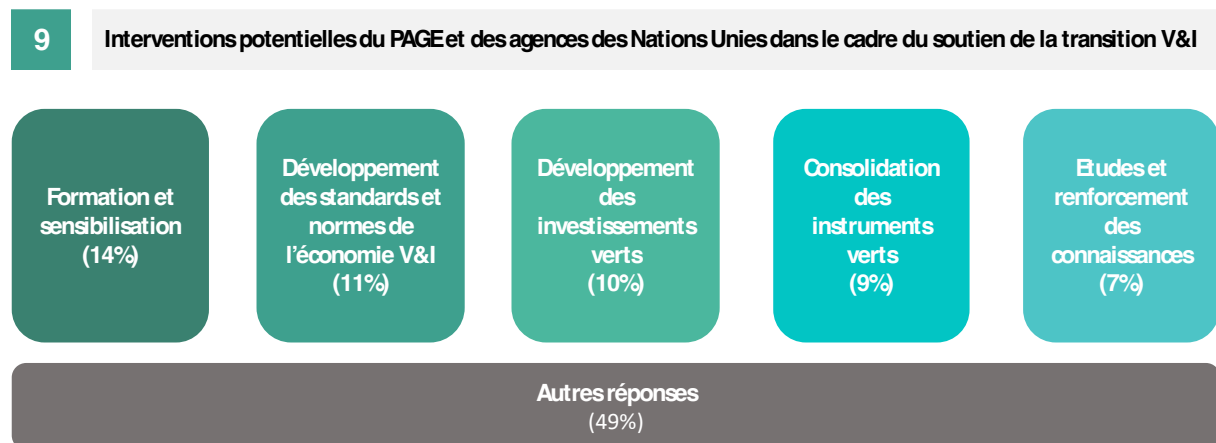 9
Interventions potentielles du PAGE et des agences des Nations Unies dans le cadre du soutien de la transition V&I
Formation et
sensibilisation
(14%)
Développement
des standards et
normes de
l'économie V&I
(11%)
Développement
des
investissements
verts
(10%)
Consolidation
des
instruments
verts
(9%)
Etudes et
renforcement
des
connaissances
(7%)
Autres réponses
(49%)